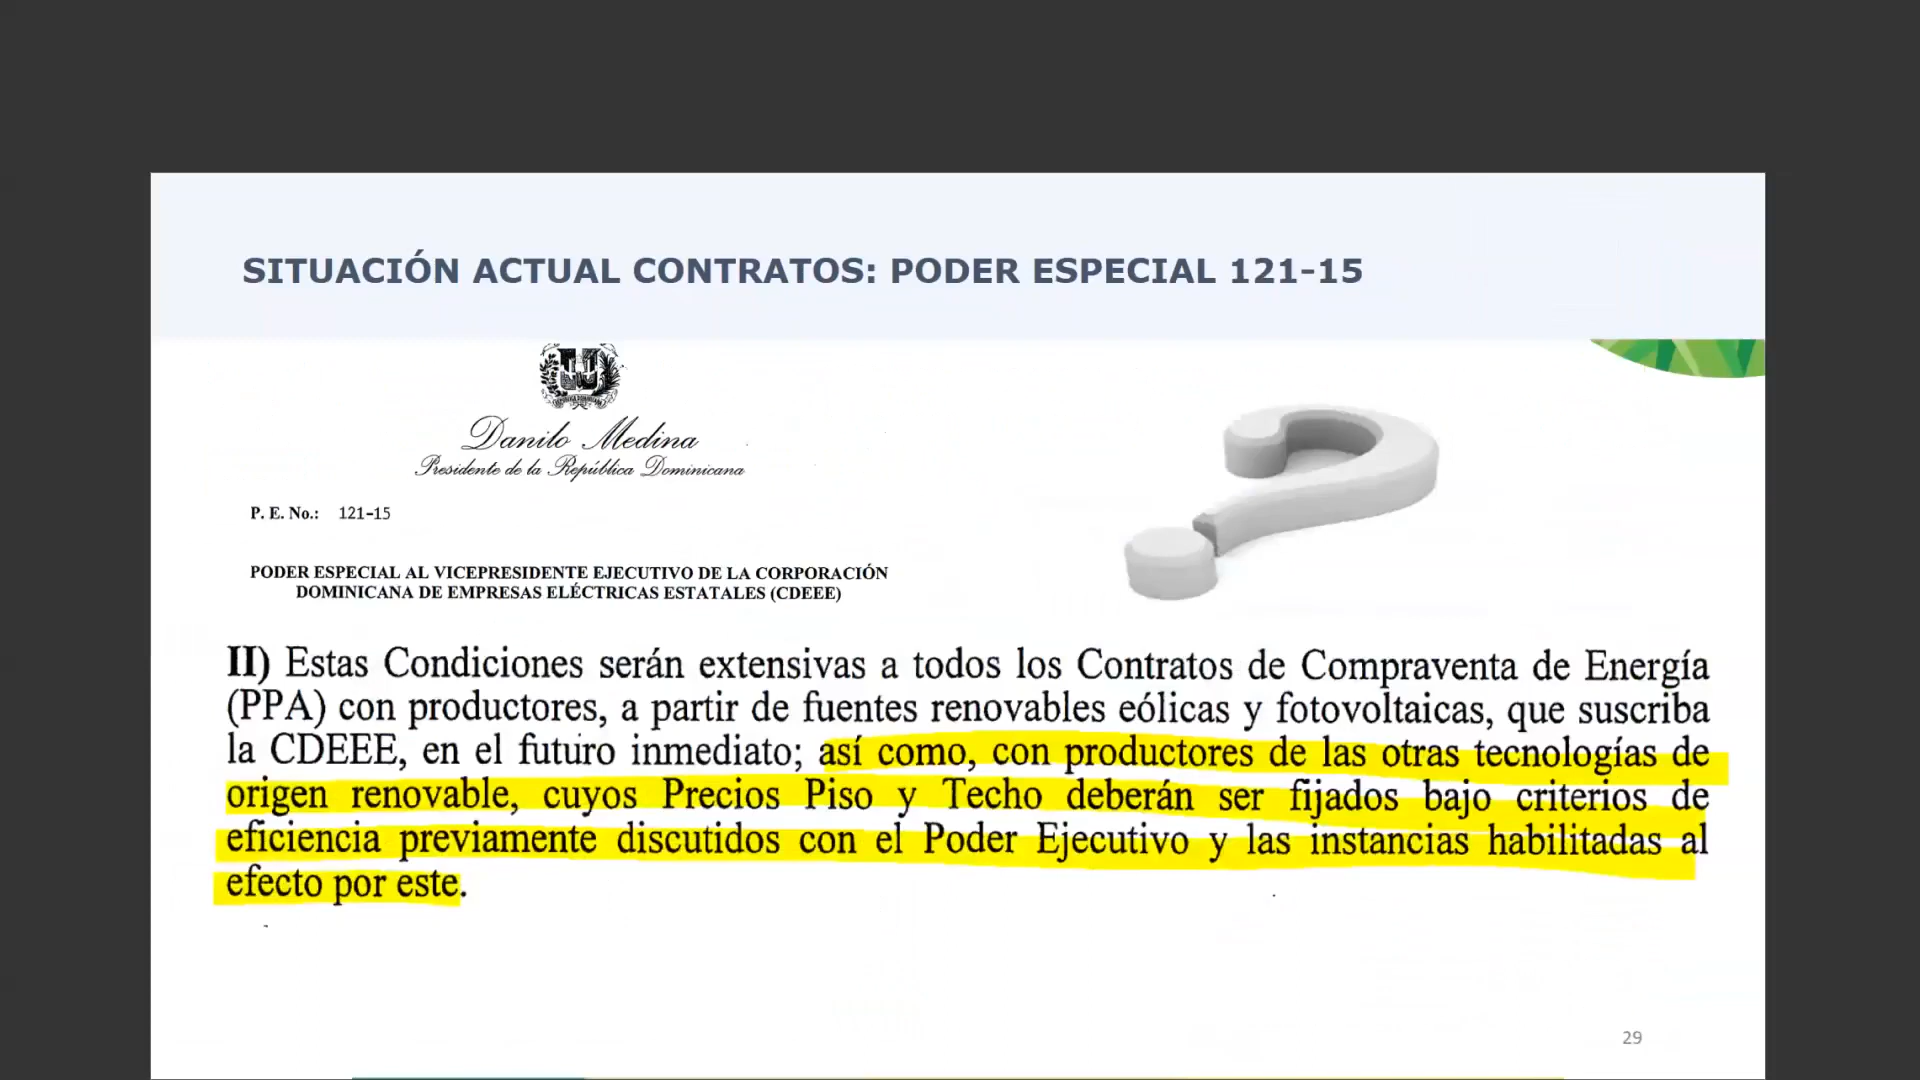 SITUACIÓN ACTUAL CONTRATOS: PODER ESPECIAL 121-15
Danilo Medina
Presidente de la República Dominicana
P. E. No.: 121-15
PODER ESPECIAL AL VICEPRESIDENTE EJECUTIVO DE LA CORPORACIÓN
DOMINICANA DE EMPRESAS ELÉCTRICAS ESTATALES (CDEEE)
II) Estas Condiciones serán extensivas a todos los Contratos de Compraventa de Energía
(PPA) con productores, a partir de fuentes renovables eólicas y fotovoltaicas, que suscriba
la CDEEE, en el futuro inmediato; así como, con productores de las otras tecnologías de
origen renovable, cuyos Precios Piso y Techo deberán ser fijados bajo criterios de
eficiencia previamente discutidos con el Poder Ejecutivo y las instancias habilitadas al
efecto por este.
29